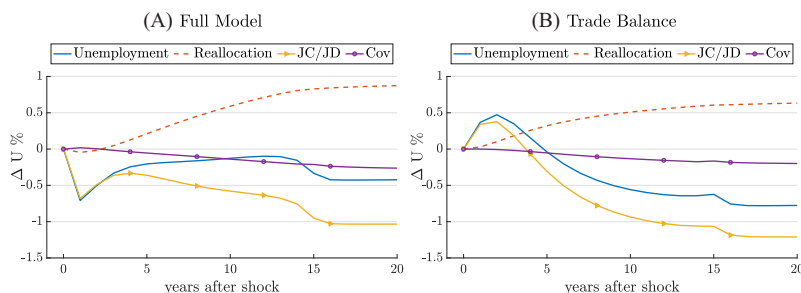 (A) Full Model
Unemployment Reallocation JC/JD Cov
1
0.5
0
-0.5
-1
-1.5
Δ U %
0 5 10 15 20
years after shock
(B) Trade Balance
Unemployment Reallocation JC/JD Cov
1
0.5
0
-0.5
-1
-1.5
Δ U %
0 5 10 15 20
years after shock